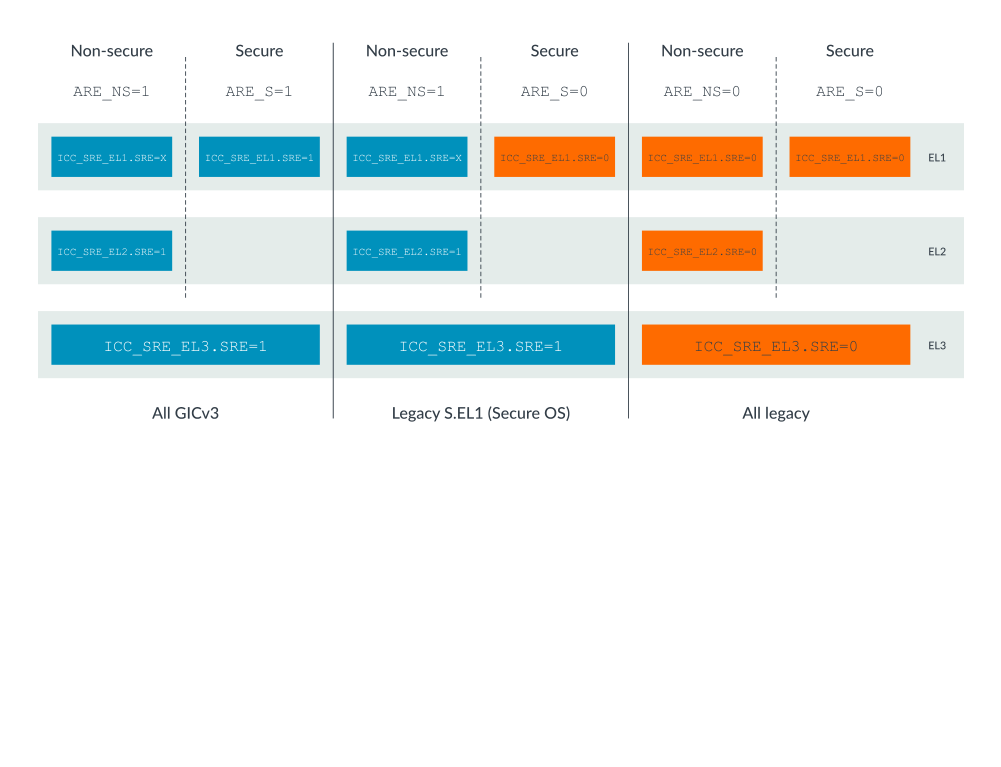 Non-secure Secure Non-secure Secure Non-secure Secure
ARE_NS=1 ARE_S=1 ARE_NS=1 ARE_S=0 ARE_NS=0 ARE_S=0
ICC_SRE_EL1.SRE=X ICC_SRE_EL1.SRE=1 ICC_SRE_EL1.SRE=X ICC_SRE_EL1.SRE=0 ICC_SRE_EL1.SRE=0 ICC_SRE_EL1.SRE=0 EL1
ICC_SRE_EL2.SRE=1 ICC_SRE_EL2.SRE=1 ICC_SRE_EL2.SRE=0 EL2
ICC_SRE_EL3.SRE=1 ICC_SRE_EL3.SRE=1 ICC_SRE_EL3.SRE=0 EL3
All GICv3 Legacy S.EL1 (Secure OS) All legacy